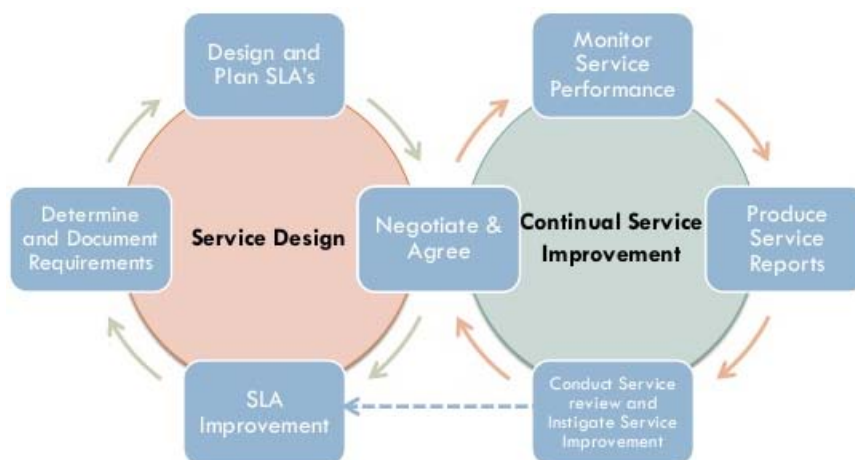 Design and
Plan SLA's
Monitor
Service
Performance
Determine
and Document
Requirements
Service Design
Negotiate &
Agree
Continual Service
Improvement
Produce
Service
Reports
SLA
Improvement
Conduct Service
review and
Instigate Service
Improvement